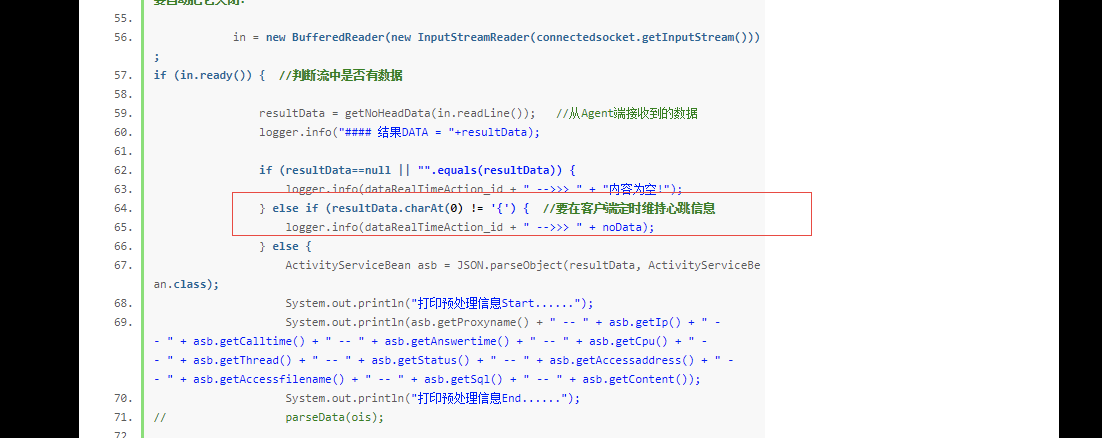 55.
56. in = new BufferedReader(new InputStreamReader(connectedsocket.getInputStream()))
;
57. if (in.ready()) { //判断流中是否有数据
58.
59. resultData = getNoHeadData(in.readLine()); //从Agent端接收到的数据
60. logger.info("#### 结果DATA = "+resultData);
61.
62. if (resultData==null || "".equals(resultData)) {
63. logger.info(dataRealTimeAction_id + " -->>> " + "内容为空!");
64. } else if (resultData.charAt(0) != '{') { //要在客户端定时维持心跳信息
65. logger.info(dataRealTimeAction_id + " -->>> " + noData);
66. } else {
67. ActivityServiceBean asb = JSON.parseObject(resultData, ActivityServiceBe
an.class);
68. System.out.println("打印预处理信息Start......");
69. System.out.println(asb.getProxyname() + " -- " + asb.getIp() + " -
- " + asb.getCalltime() + " -- " + asb.getAnswertime() + " -- " + asb.getCpu() + " -
- " + asb.getThread() + " -- " + asb.getStatus() + " -- " + asb.getAccessaddress() + " -
- " + asb.getAccessfilename() + " -- " + asb.getSql() + " -- " + asb.getContent());
70. System.out.println("打印预处理信息End......");
71. // parseData(ois);
72.